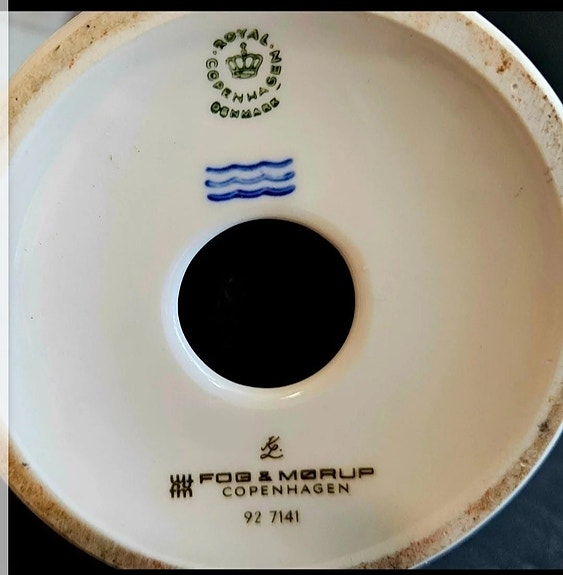 ROYAL
COPENHAGEN
DENMARK
FOG & MØRUP
COPENHAGEN
92 7141